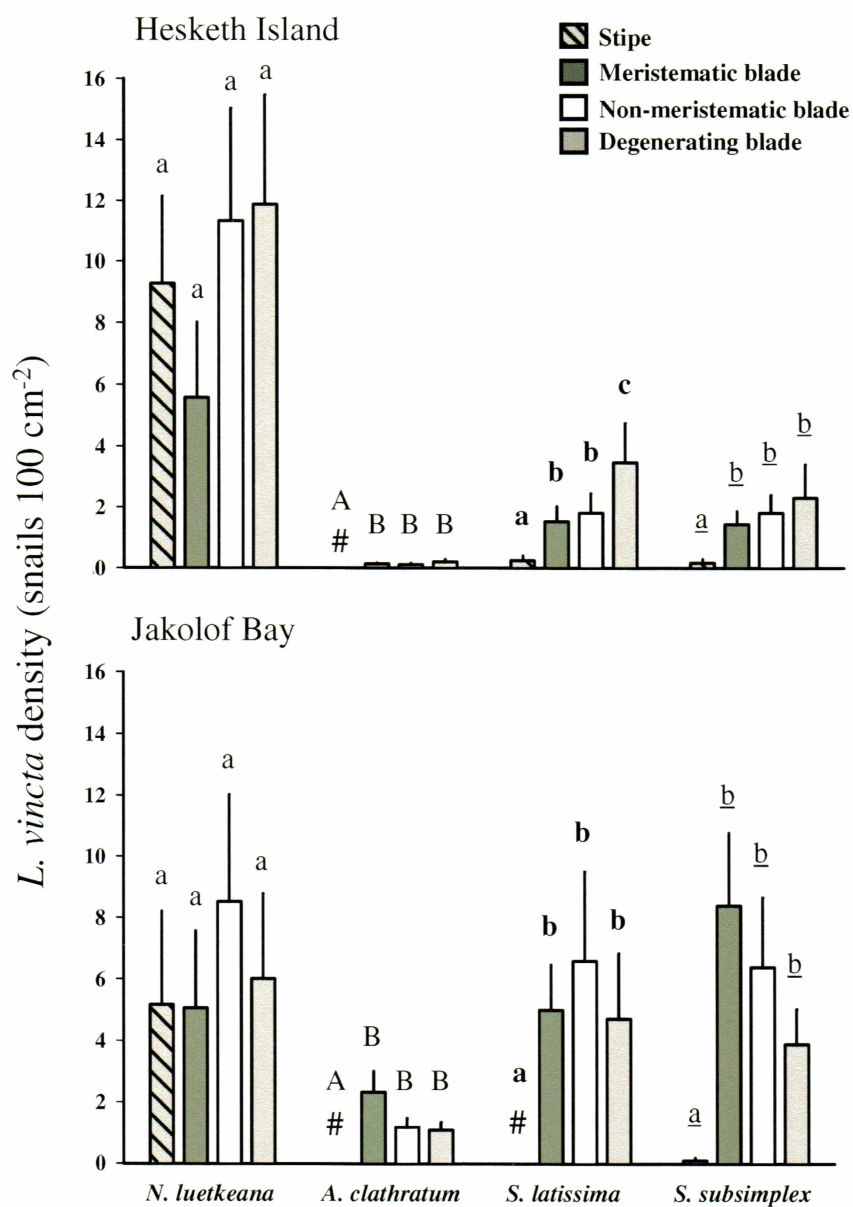 Hesketh Island
Stipe
Meristematic blade
Non-meristematic blade
Degenerating blade
L. vincta density (snails 100 cm⁻²)
16
14
12
10
8
6
4
2
.0
a a a a
A B B B
#
a b b c
a b b b
Jakolof Bay
16
14
12
10
8
6
4
2
0
a a a a
A B B B
#
a b b b
#
a b b b
N. luetkeana A. clathratum S. latissima S. subsimplex